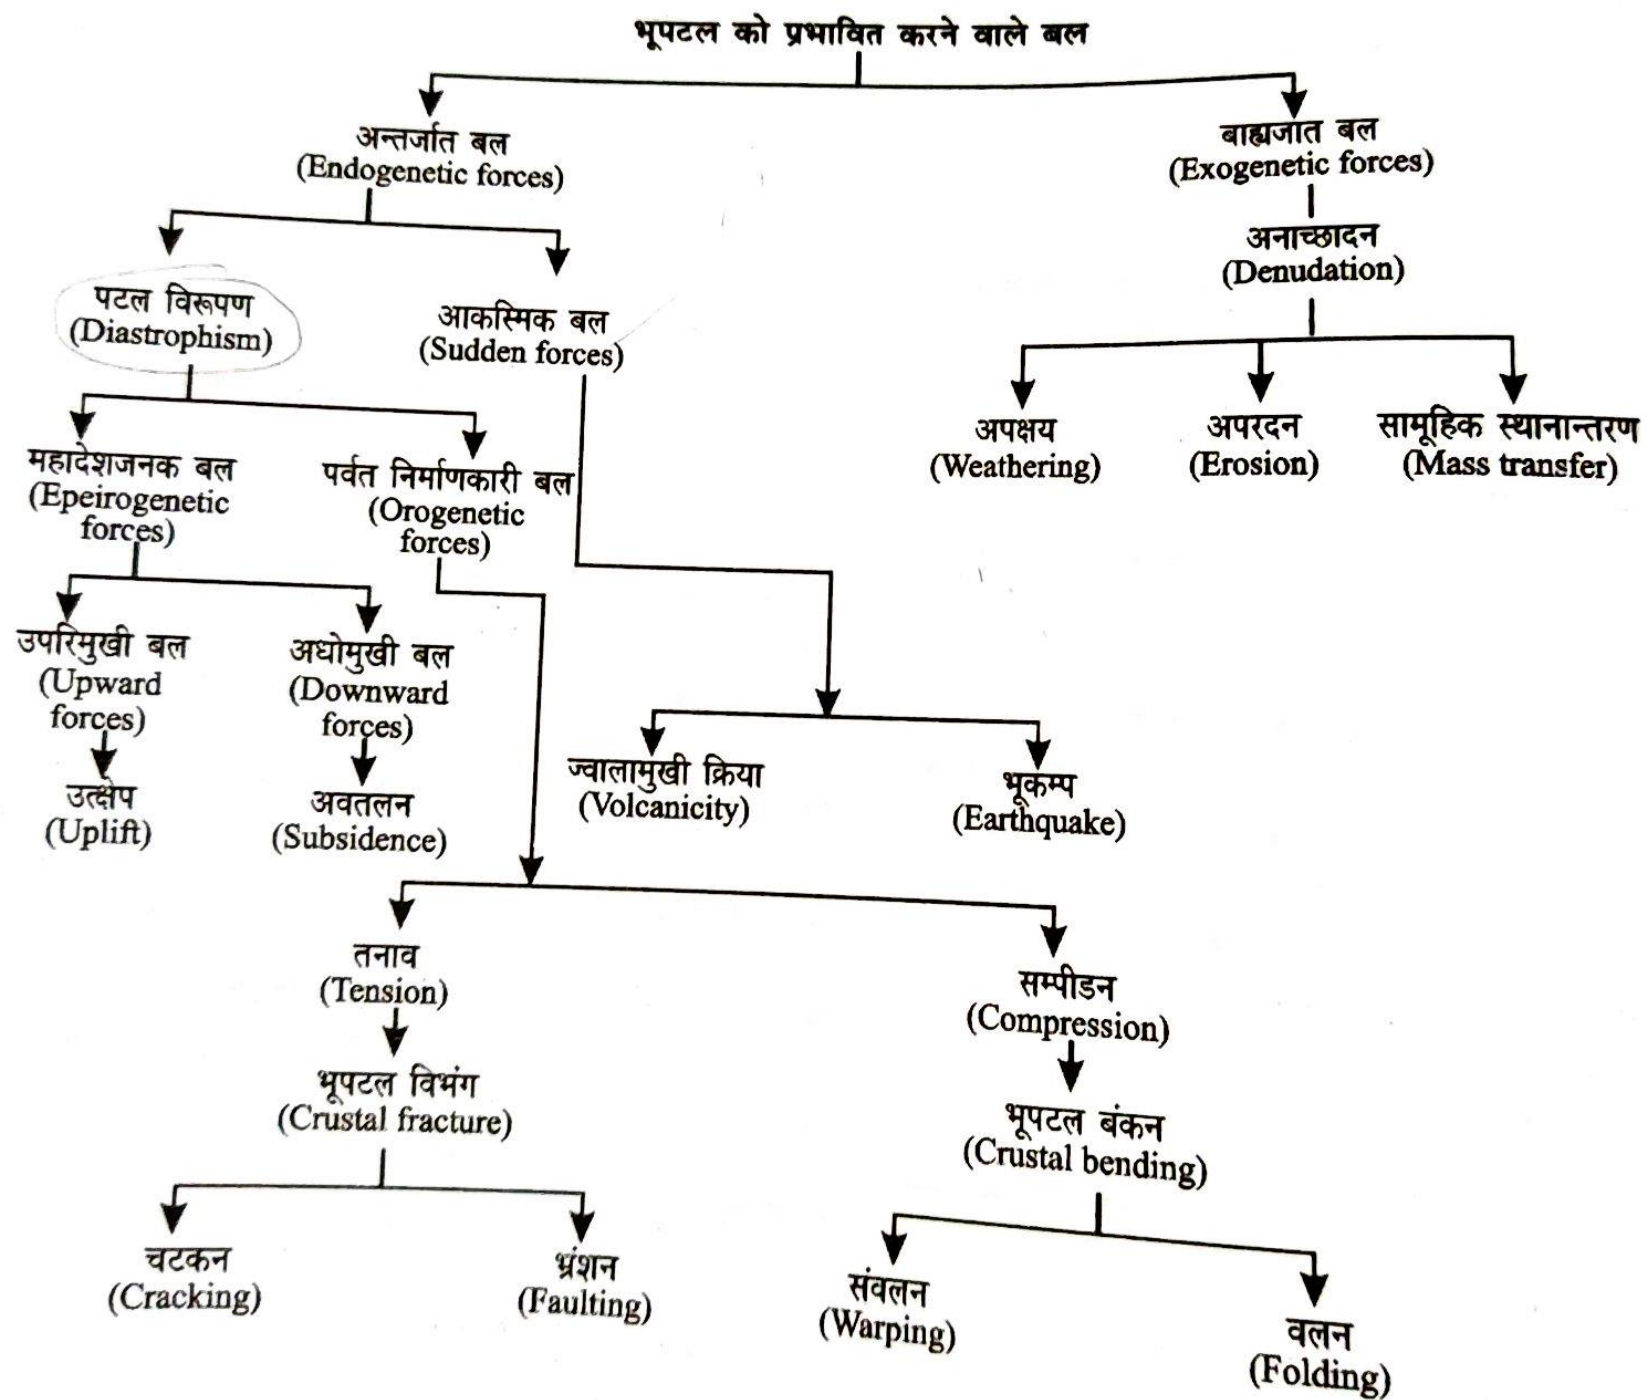 भूपटल को प्रभावित करने वाले बल
अन्तर्जात बल
(Endogenetic forces)
बाह्यजात बल
(Exogenetic forces)
अनाच्छादन
(Denudation)
पटल विरूपण
(Diastrophism)
आकस्मिक बल
(Sudden forces)
अपक्षय
(Weathering)
अपरदन
(Erosion)
सामूहिक स्थानान्तरण
(Mass transfer)
महादेशजनक बल
(Epeirogenetic
forces)
पर्वत निर्माणकारी बल
(Orogenetic
forces)
उपरिमुखी बल
(Upward
forces)
अधोमुखी बल
(Downward
forces)
उत्क्षेप
(Uplift)
अवतलन
(Subsidence)
ज्वालामुखी क्रिया
(Volcanicity)
भूकम्प
(Earthquake)
तनाव
(Tension)
सम्पीडन
(Compression)
भूपटल विभंग
(Crustal fracture)
भूपटल बंकन
(Crustal bending)
चटकन
(Cracking)
भ्रंशन
(Faulting)
संवलन
(Warping)
वलन
(Folding)